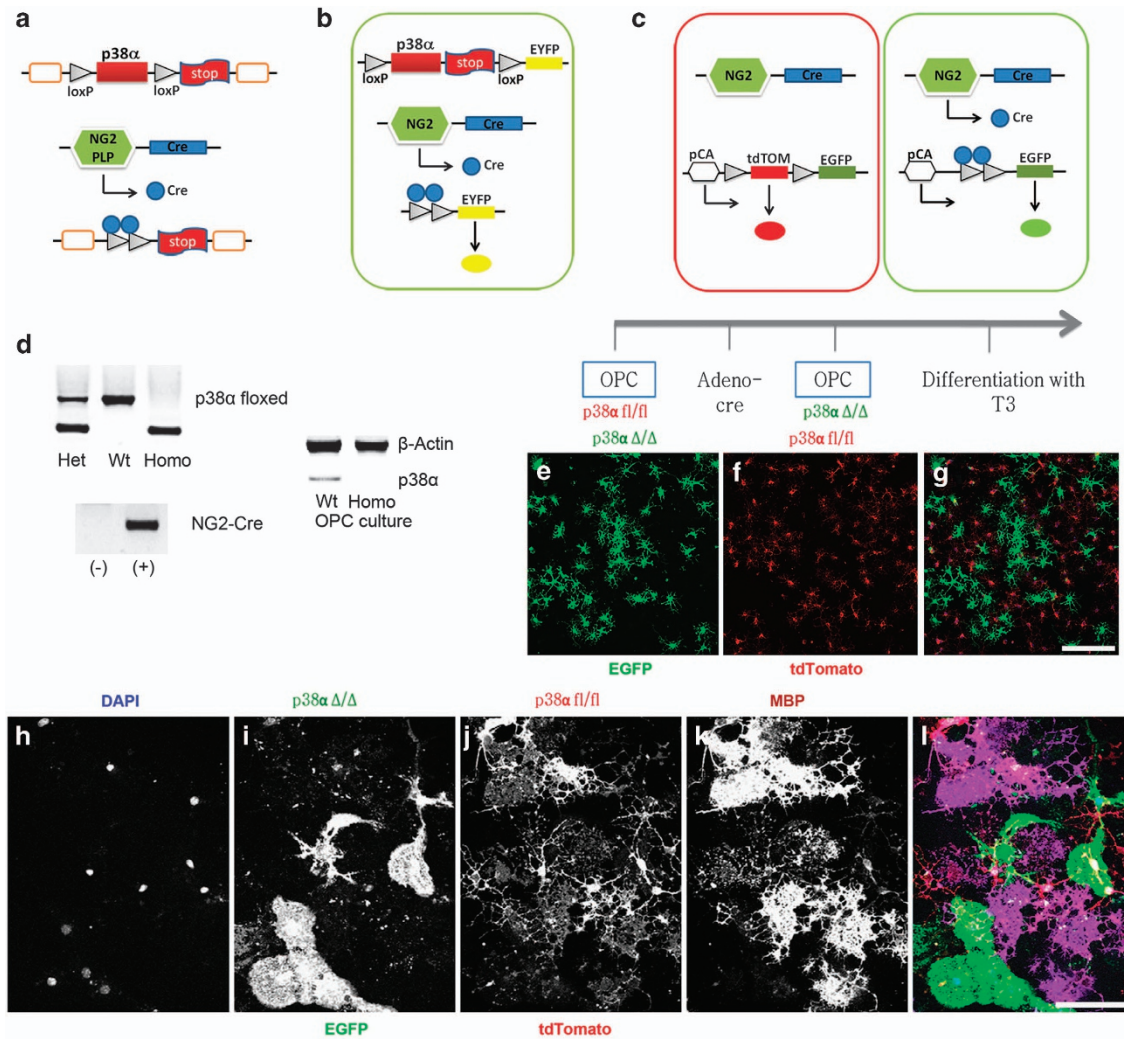 a
p38α
stop
loxP
loxP
NG2
PLP
Cre
Cre
stop
b
p38α
stop
EYFP
loxP
loxP
NG2
Cre
Cre
EYFP
c
NG2
Cre
pCA
tdTOM
EGFP
NG2
Cre
Cre
pCA
EGFP
d
p38α floxed
Het Wt Homo
NG2-Cre
(-) (+)
β-Actin
p38α
Wt Homo
OPC culture
OPC
Adeno-
cre
OPC
Differentiation with
T3
p38α fl/fl
p38α Δ/Δ
p38α Δ/Δ
p38α fl/fl
e
f
g
EGFP
tdTomato
DAPI
p38α Δ/Δ
p38α fl/fl
MBP
h
i
j
k
l
EGFP
tdTomato